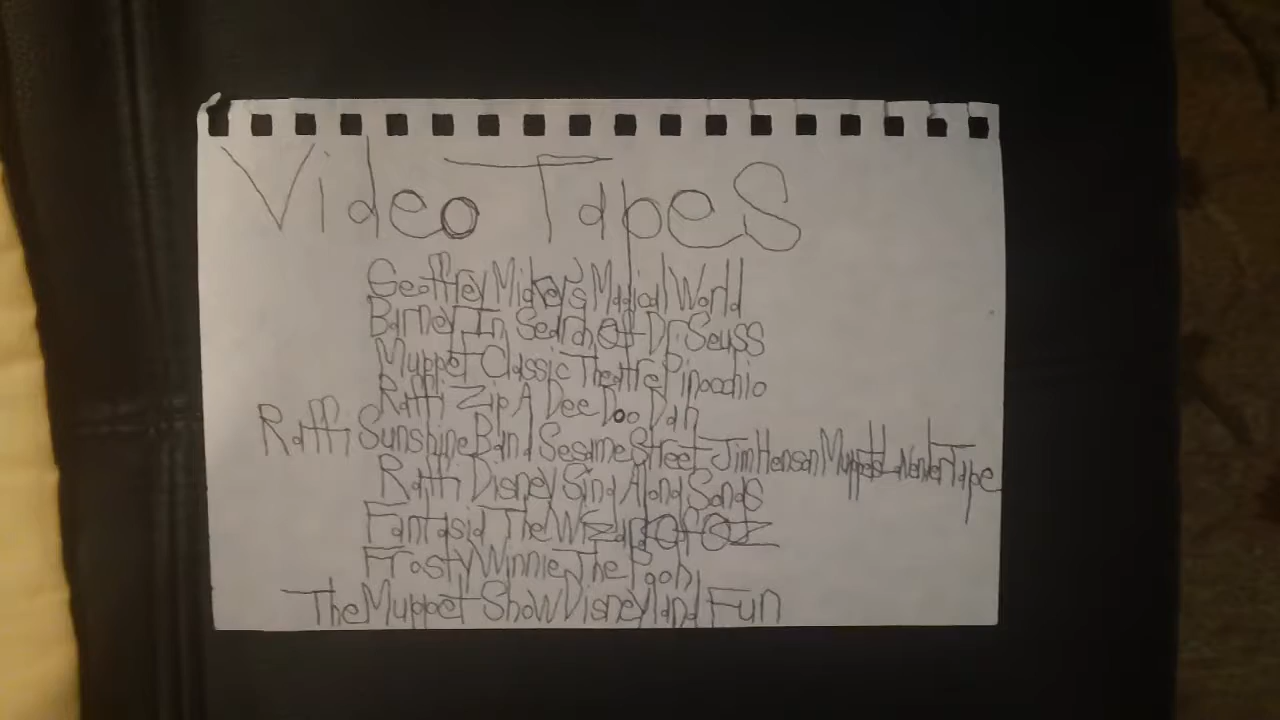 Video Tapes
Geoffrey Mickey's Magical World
Barney In Search Of Dr. Seuss
Muppet Classic Theatre Pinocchio
Raffi Zip A Dee Doo Dah
Raffi Sunshine Band Sesame Street Jim Henson Muppets Tape
Raffi Disney Sing Along Songs
Fantasia The Wizard Of Oz
Frosty Winnie The Pooh
The Muppet Show Disneyland Fun